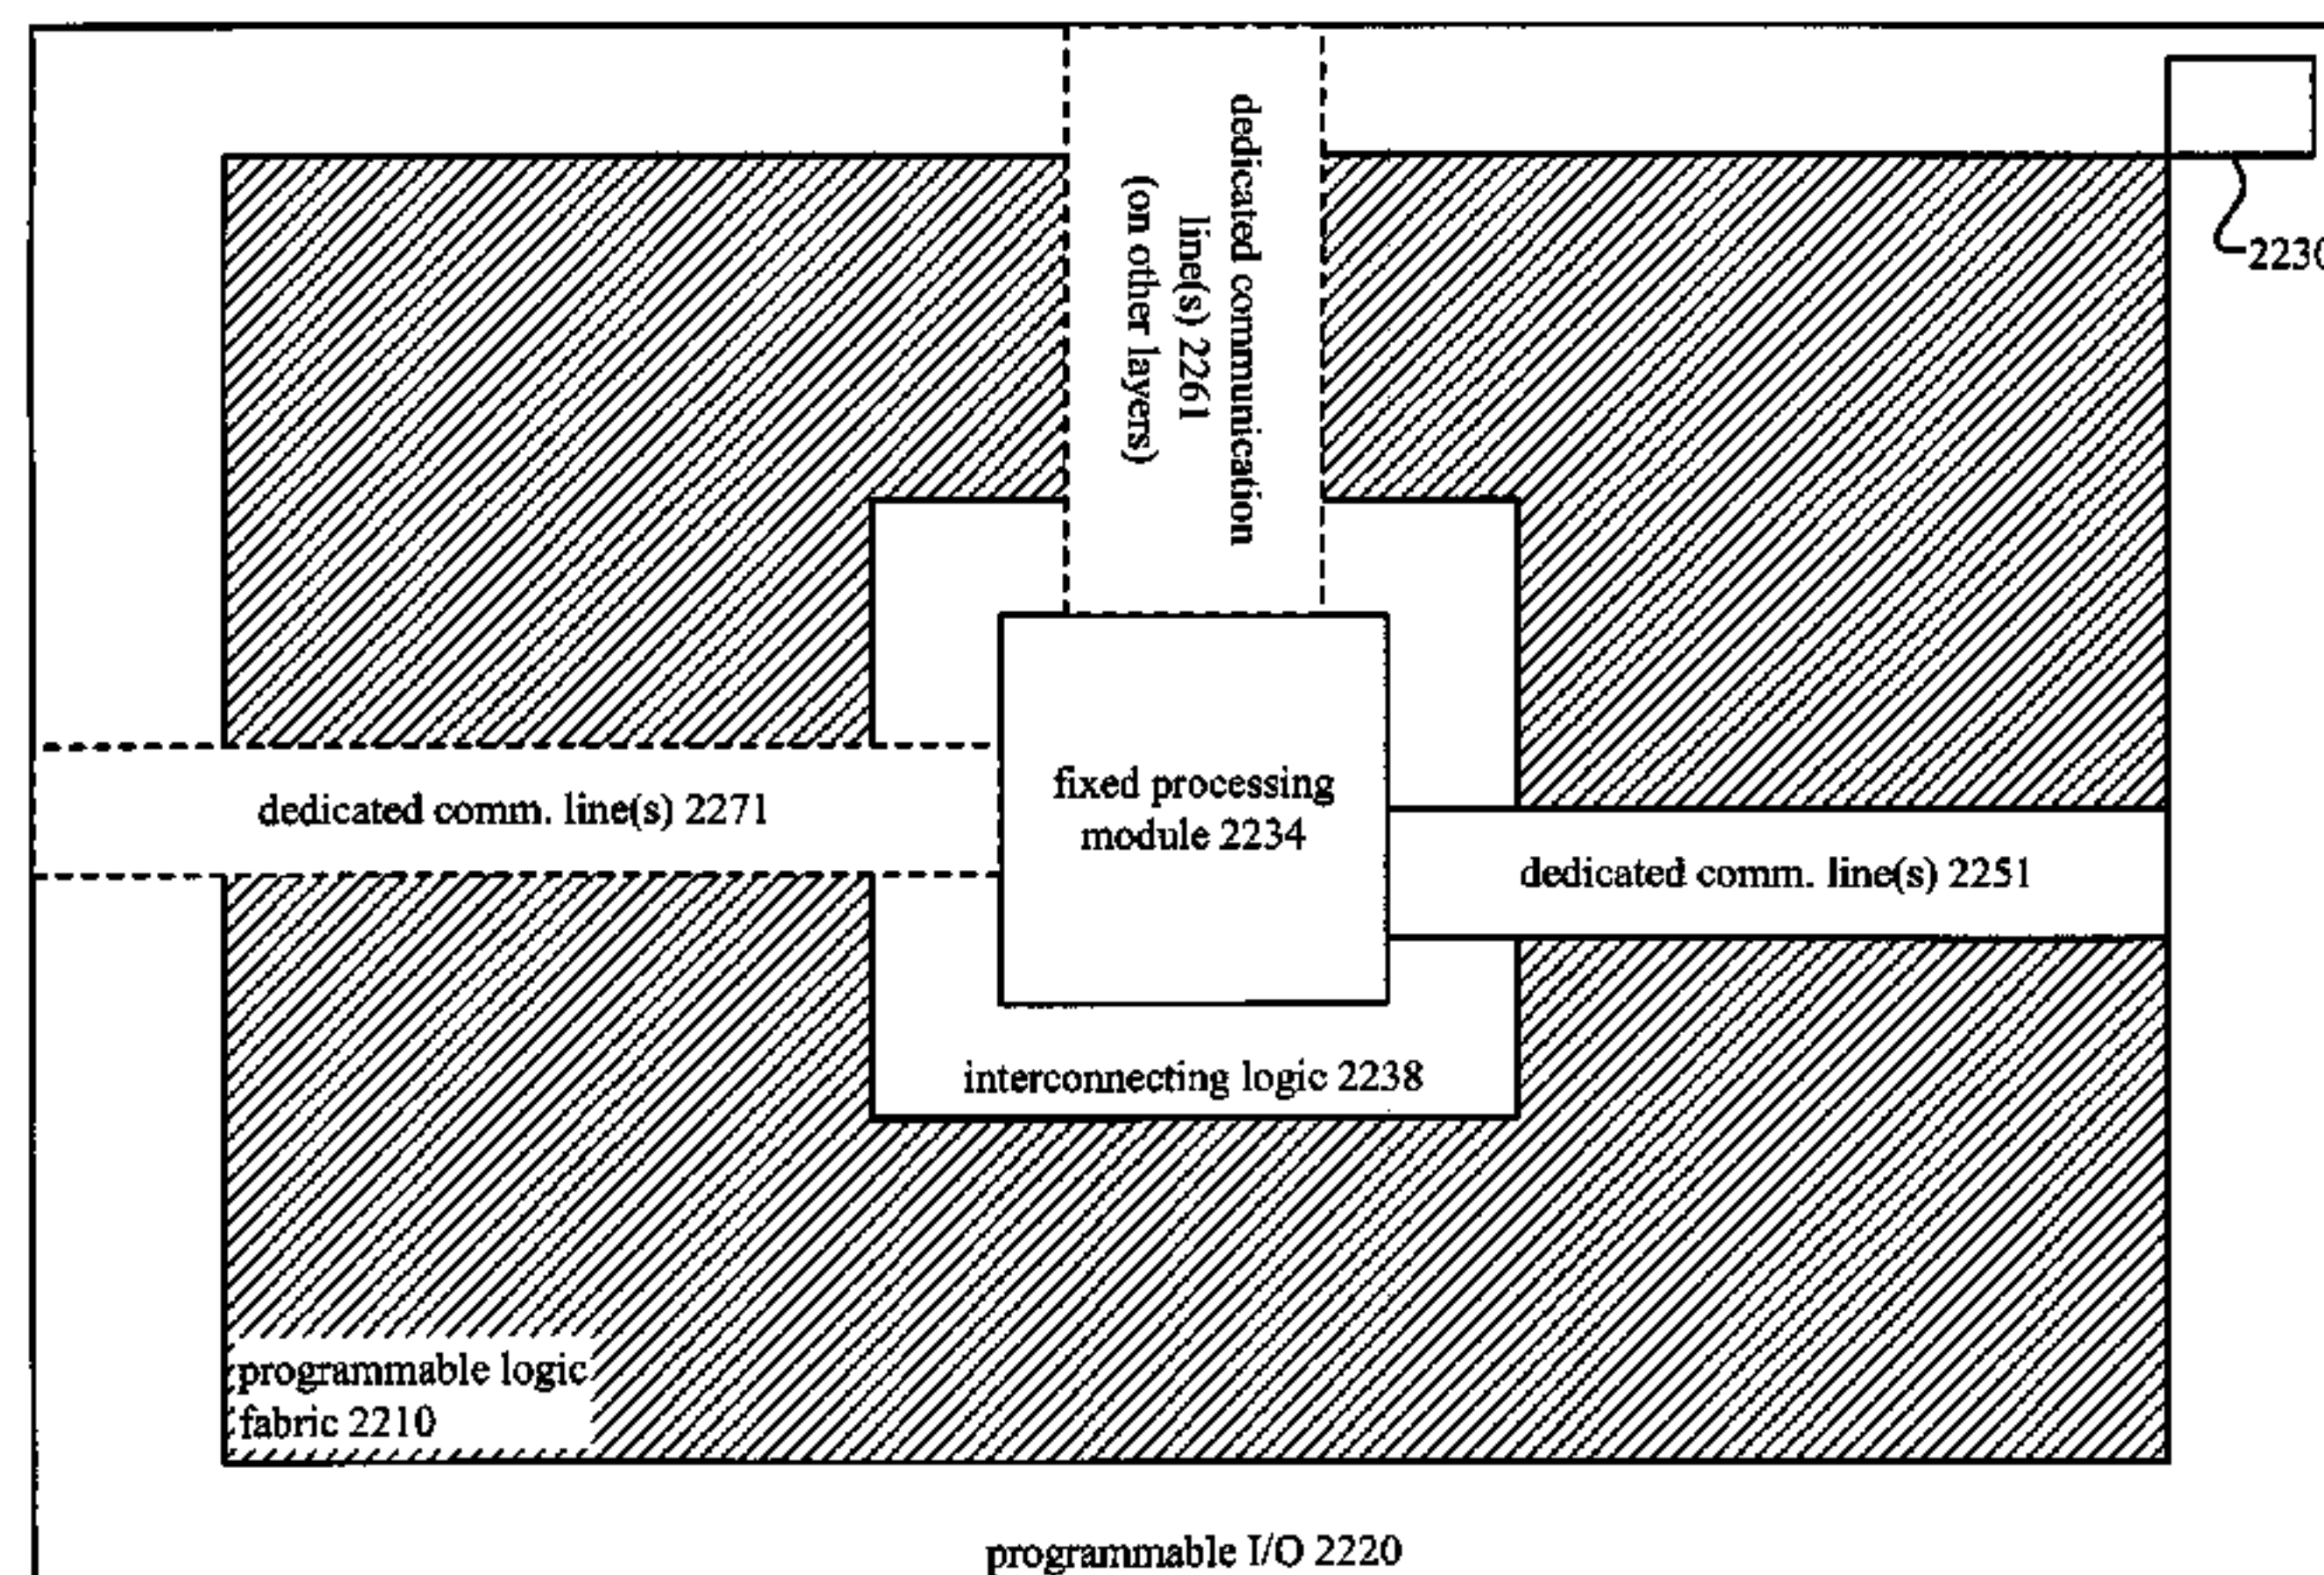 dedicated communication
line(s) 2261
(on other layers)
2230
dedicated comm. line(s) 2271
fixed processing
module 2234
dedicated comm. line(s) 2251
interconnecting logic 2238
programmable logic
fabric 2210
programmable I/O 2220